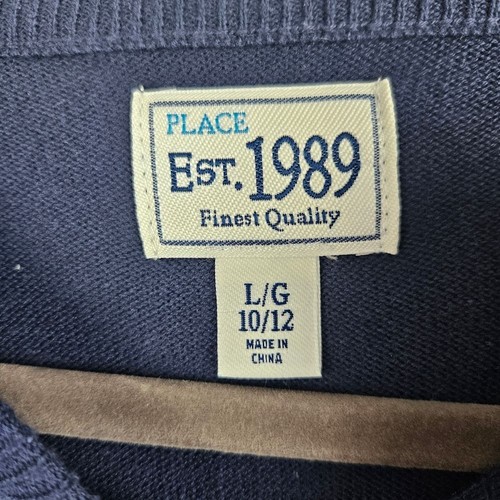 PLACE
EST. 1989
Finest Quality
L/G
10/12
MADE IN
CHINA